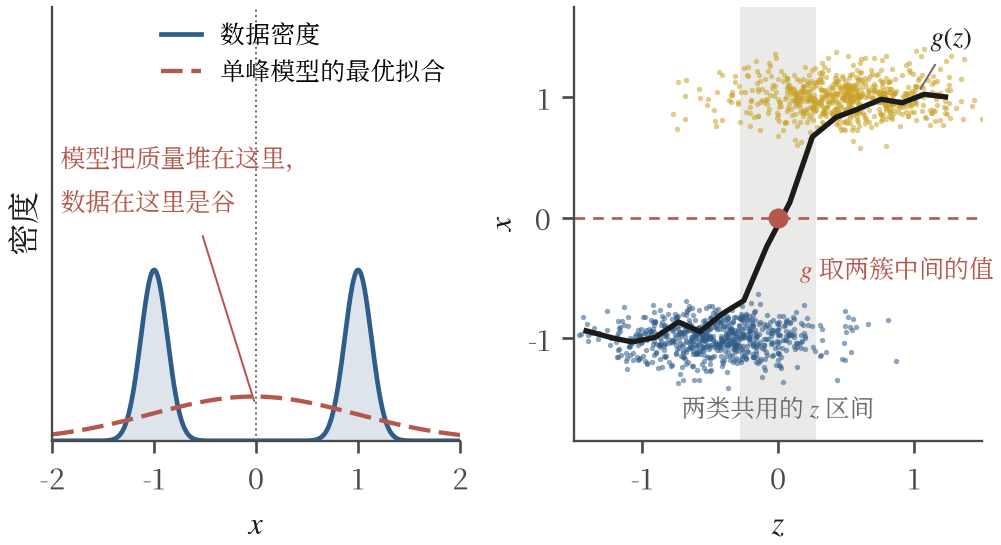 数据密度
单峰模型的最优拟合
模型把质量堆在这里,
数据在这里是谷
密度
-2 -1 0 1 2
x
g(z)
1
0
-1
x
g 取两簇中间的值
两类共用的 z 区间
-1 0 1
z